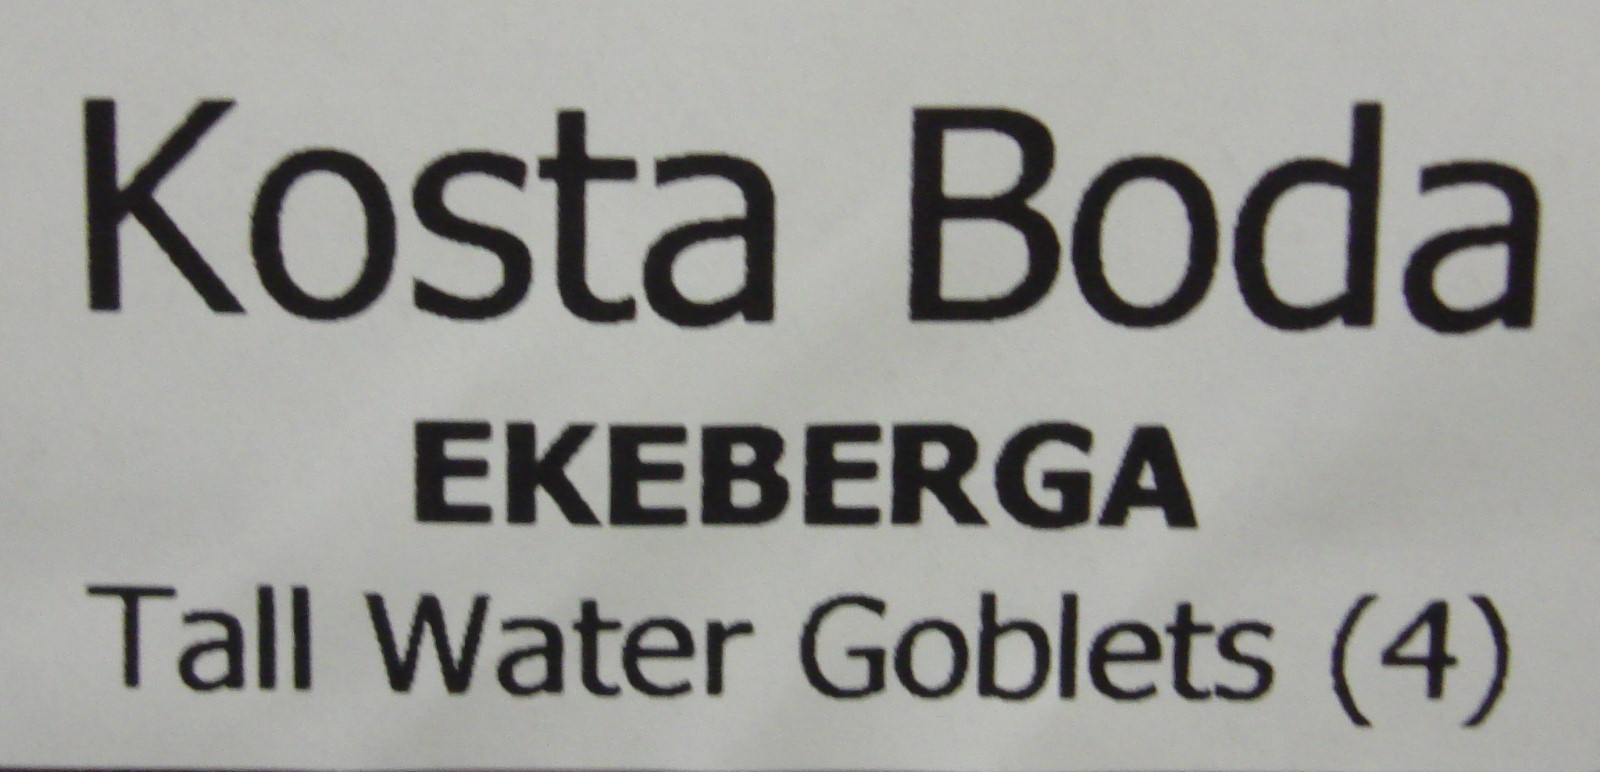 Kosta Boda
EKEBERGA
Tall Water Goblets (4)